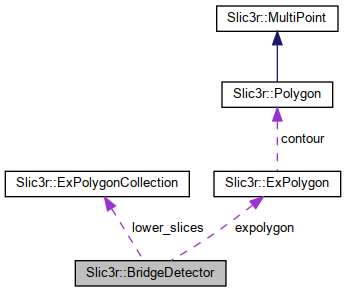 Slic3r::MultiPoint
Slic3r::Polygon
contour
Slic3r::ExPolygonCollection
Slic3r::ExPolygon
lower_slices
expolygon
Slic3r::BridgeDetector